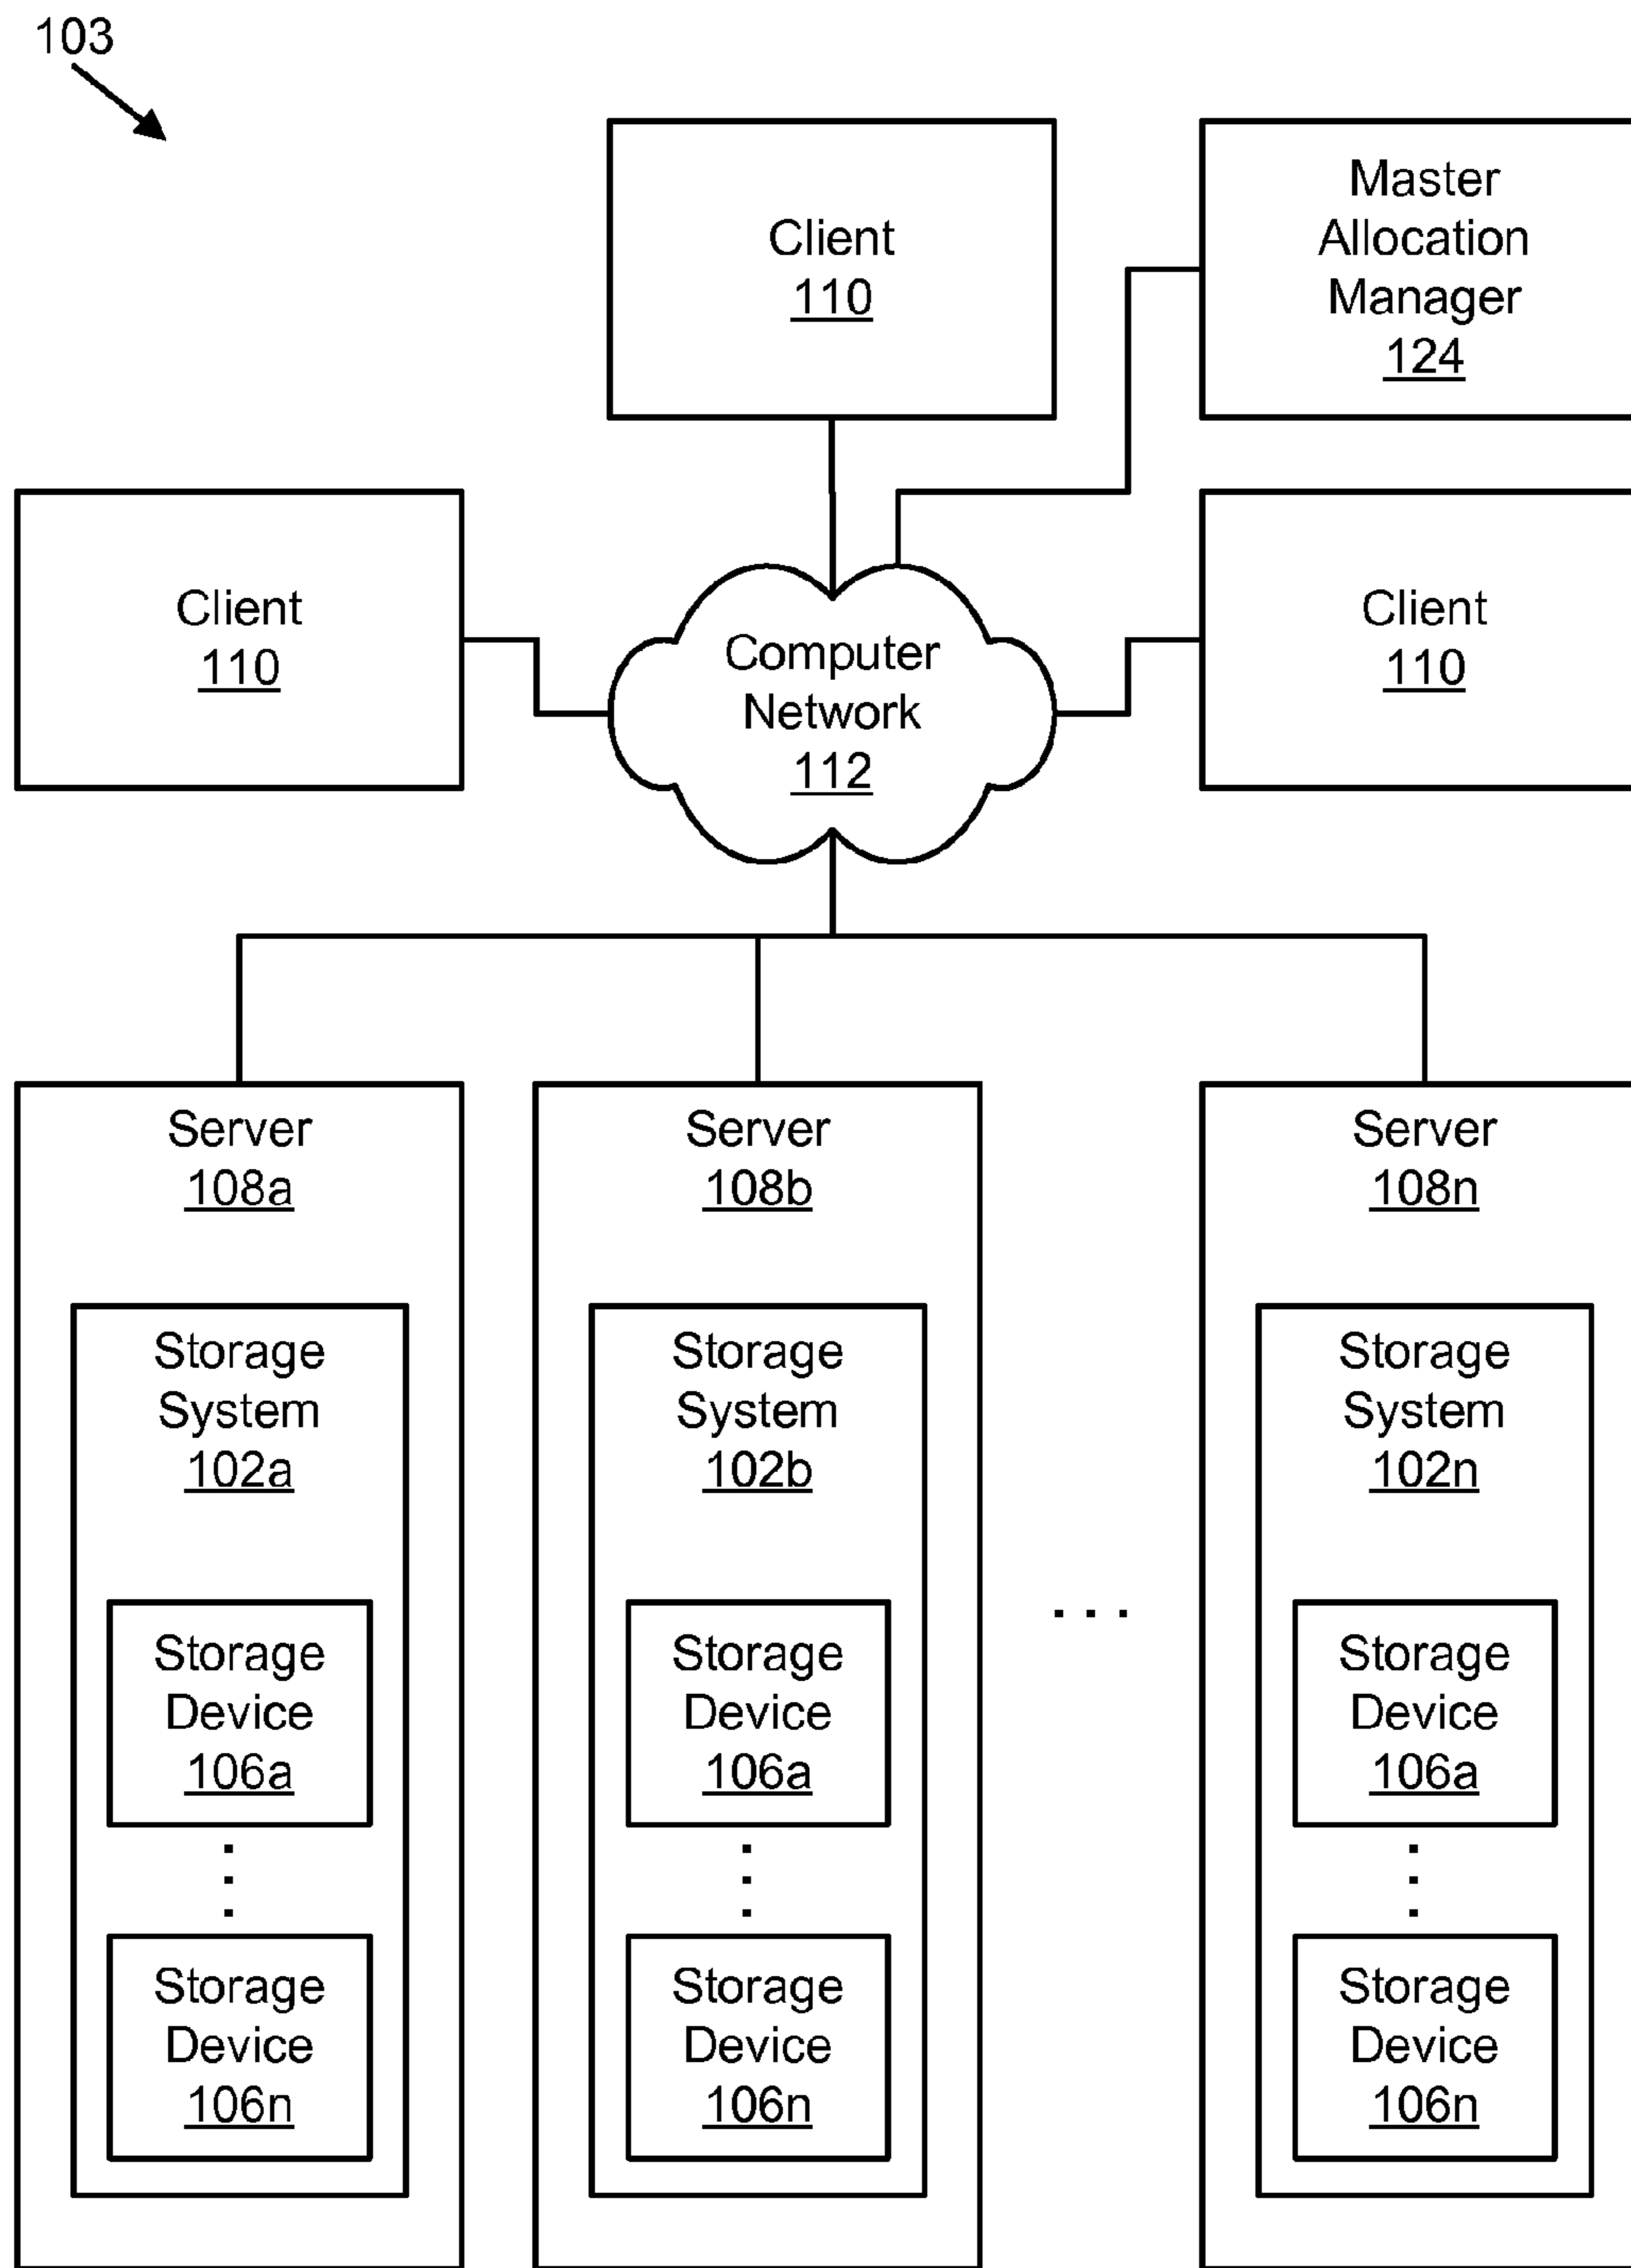 103
Client
110
Master
Allocation
Manager
124
Client
110
Computer
Network
112
Client
110
Server
108a
Storage
System
102a
Storage
Device
106a
Storage
Device
106n
Server
108b
Storage
System
102b
Storage
Device
106a
Storage
Device
106n
...
Server
108n
Storage
System
102n
Storage
Device
106a
Storage
Device
106n